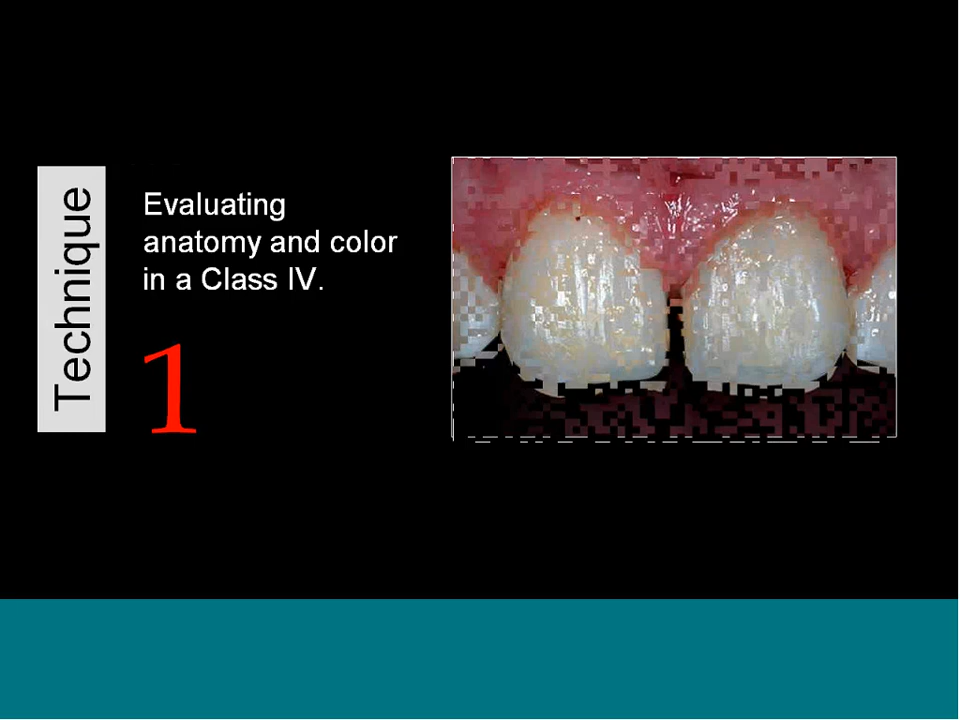 Technique
Evaluating
anatomy and color
in a Class IV.
1